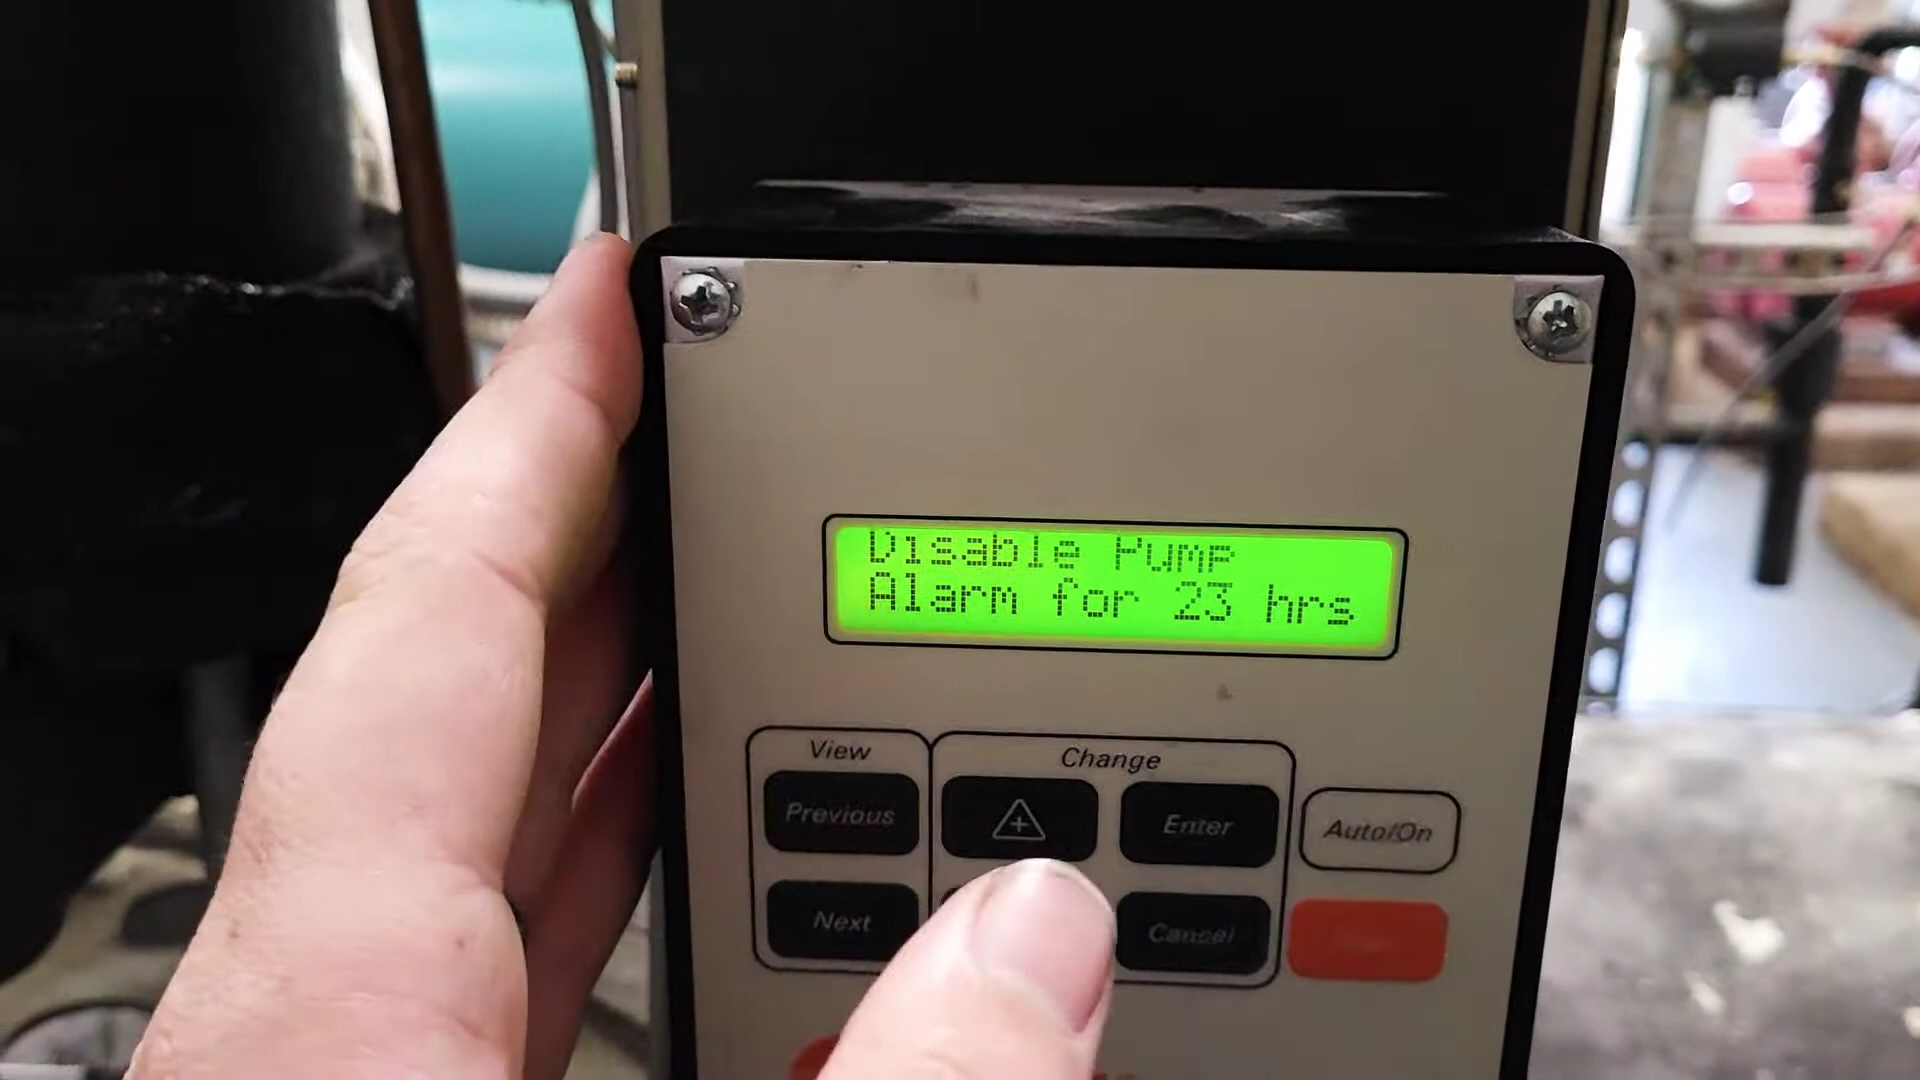 Disable Pump
Alarm for 23 hrs
View
Change
Previous
+
Enter
Auto/On
Next
Cancel